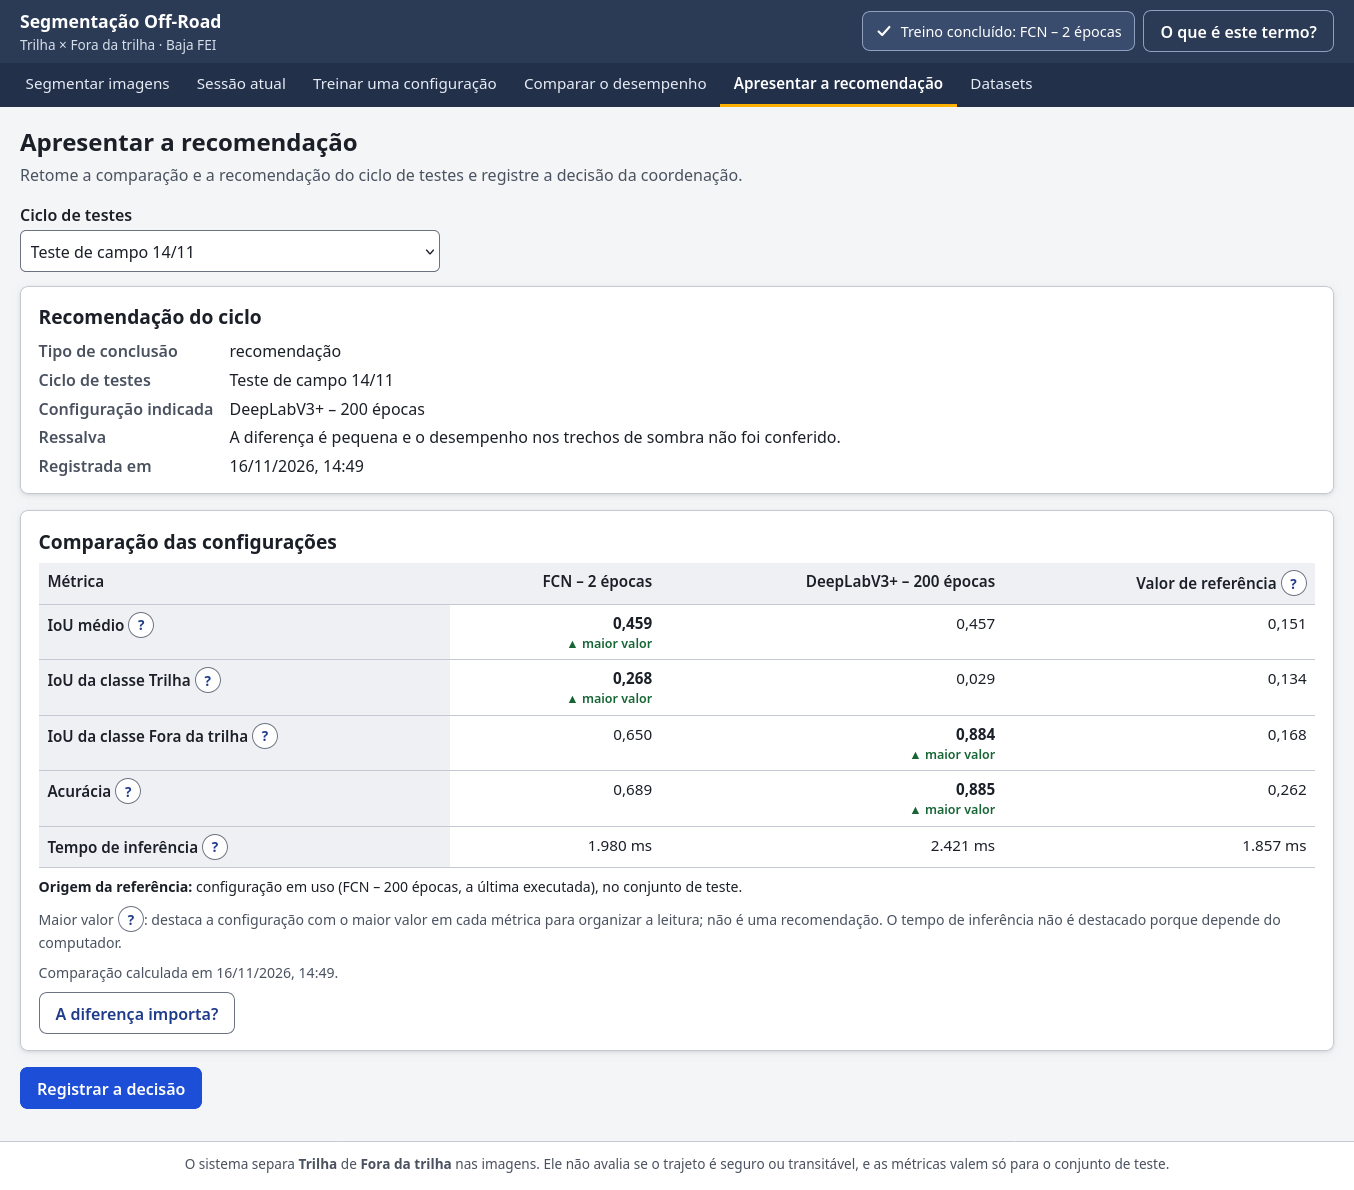 Segmentação Off-Road
Trilha × Fora da trilha · Baja FEI
Treino concluído: FCN – 2 épocas
O que é este termo?
Segmentar imagens
Sessão atual
Treinar uma configuração
Comparar o desempenho
Apresentar a recomendação
Datasets
Apresentar a recomendação
Retome a comparação e a recomendação do ciclo de testes e registre a decisão da coordenação.
Ciclo de testes
Teste de campo 14/11
Recomendação do ciclo
Tipo de conclusão recomendação
Ciclo de testes Teste de campo 14/11
Configuração indicada DeepLabV3+ – 200 épocas
Ressalva A diferença é pequena e o desempenho nos trechos de sombra não foi conferido.
Registrada em 16/11/2026, 14:49
Comparação das configurações
Métrica FCN – 2 épocas DeepLabV3+ – 200 épocas Valor de referência ?
IoU médio ? 0,459 0,457 0,151
▲ maior valor
IoU da classe Trilha ? 0,268 0,029 0,134
▲ maior valor
IoU da classe Fora da trilha ? 0,650 0,884 0,168
▲ maior valor
Acurácia ? 0,689 0,885 0,262
▲ maior valor
Tempo de inferência ? 1.980 ms 2.421 ms 1.857 ms
Origem da referência: configuração em uso (FCN – 200 épocas, a última executada), no conjunto de teste.
Maior valor ?: destaca a configuração com o maior valor em cada métrica para organizar a leitura; não é uma recomendação. O tempo de inferência não é destacado porque depende do
computador.
Comparação calculada em 16/11/2026, 14:49.
A diferença importa?
Registrar a decisão
O sistema separa Trilha de Fora da trilha nas imagens. Ele não avalia se o trajeto é seguro ou transitável, e as métricas valem só para o conjunto de teste.